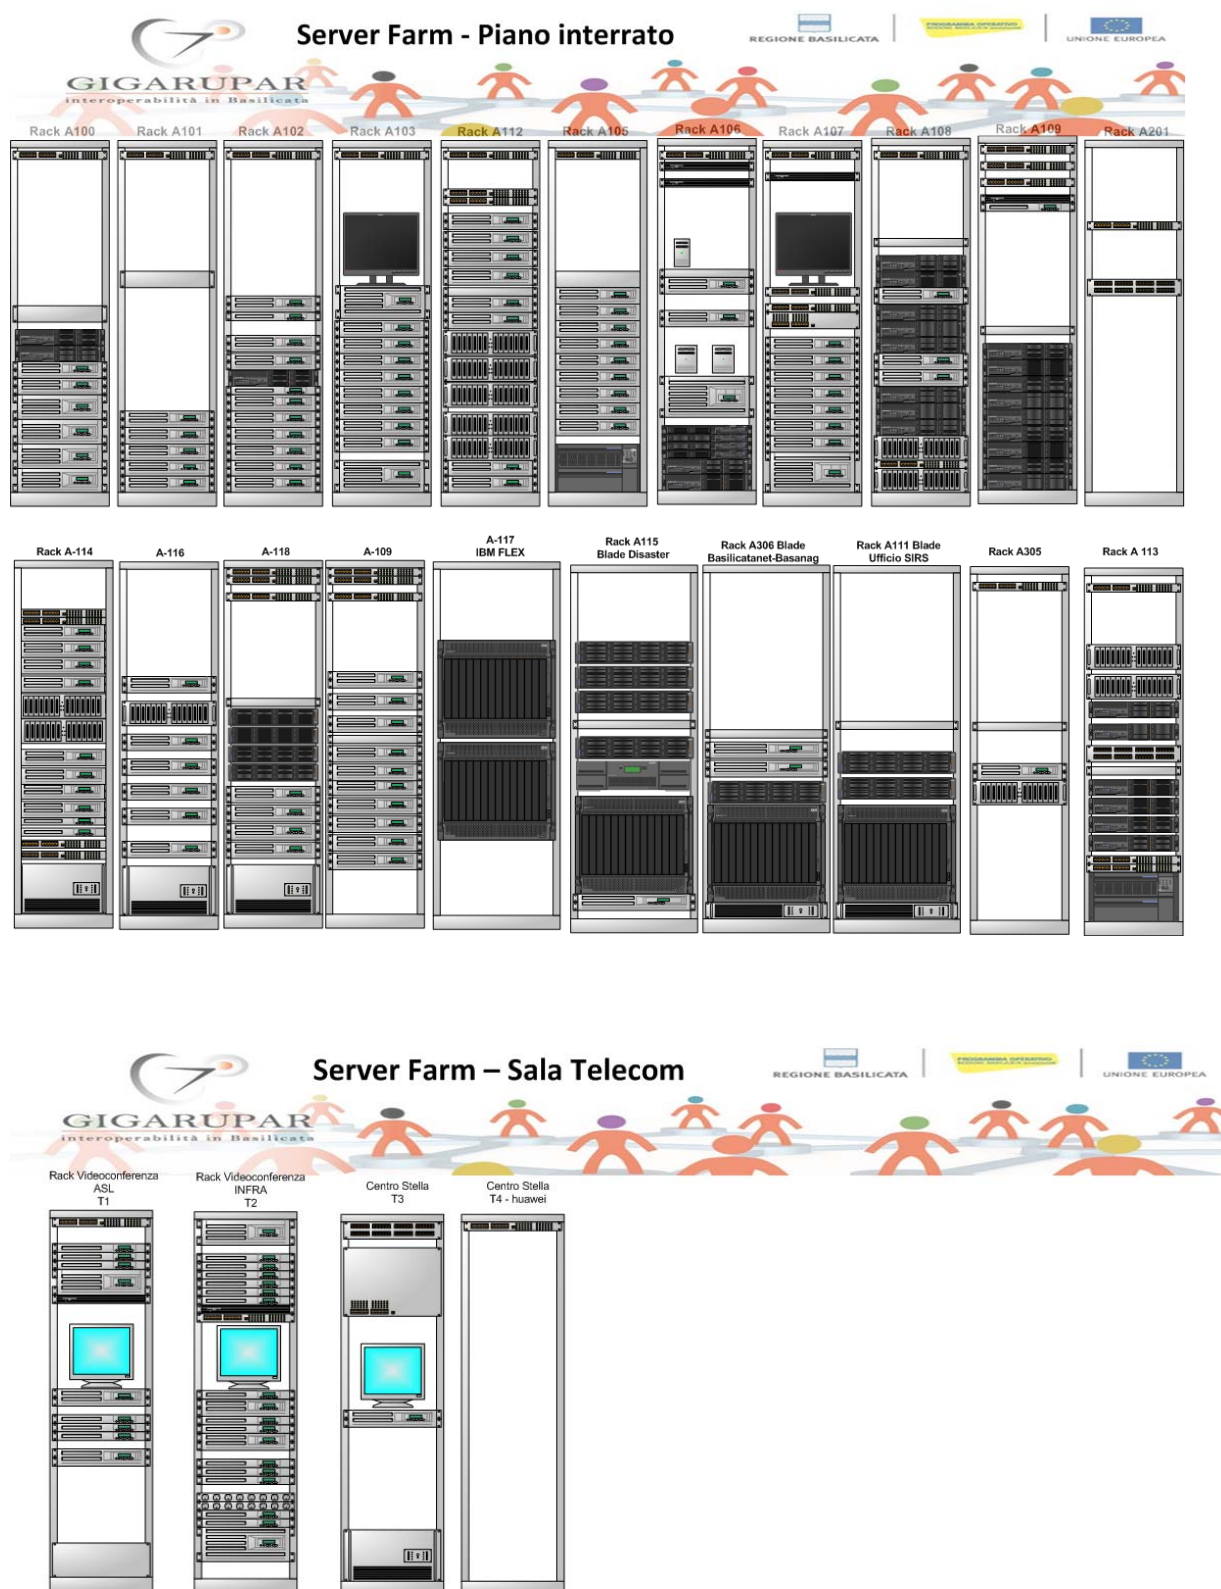 Server Farm - Piano interrato
REGIONE BASILICATA
PROGRAMMA OPERATIVO
UNIONE EUROPEA
GIGARUPAR
interoperabilità in Basilicata
Rack A100
Rack A101
Rack A102
Rack A103
Rack A112
Rack A105
Rack A106
Rack A107
Rack A108
Rack A109
Rack A201
Rack A-114
A-116
A-118
A-109
A-117
IBM FLEX
Rack A115
Blade Disaster
Rack A306 Blade
Basilicatanet-Basanag
Rack A111 Blade
Ufficio SIRS
Rack A305
Rack A 113
Server Farm – Sala Telecom
REGIONE BASILICATA
PROGRAMMA OPERATIVO
UNIONE EUROPEA
GIGARUPAR
interoperabilità in Basilicata
Rack Videoconferenza
ASL
T1
Rack Videoconferenza
INFRA
T2
Centro Stella
T3
Centro Stella
T4 - huawei